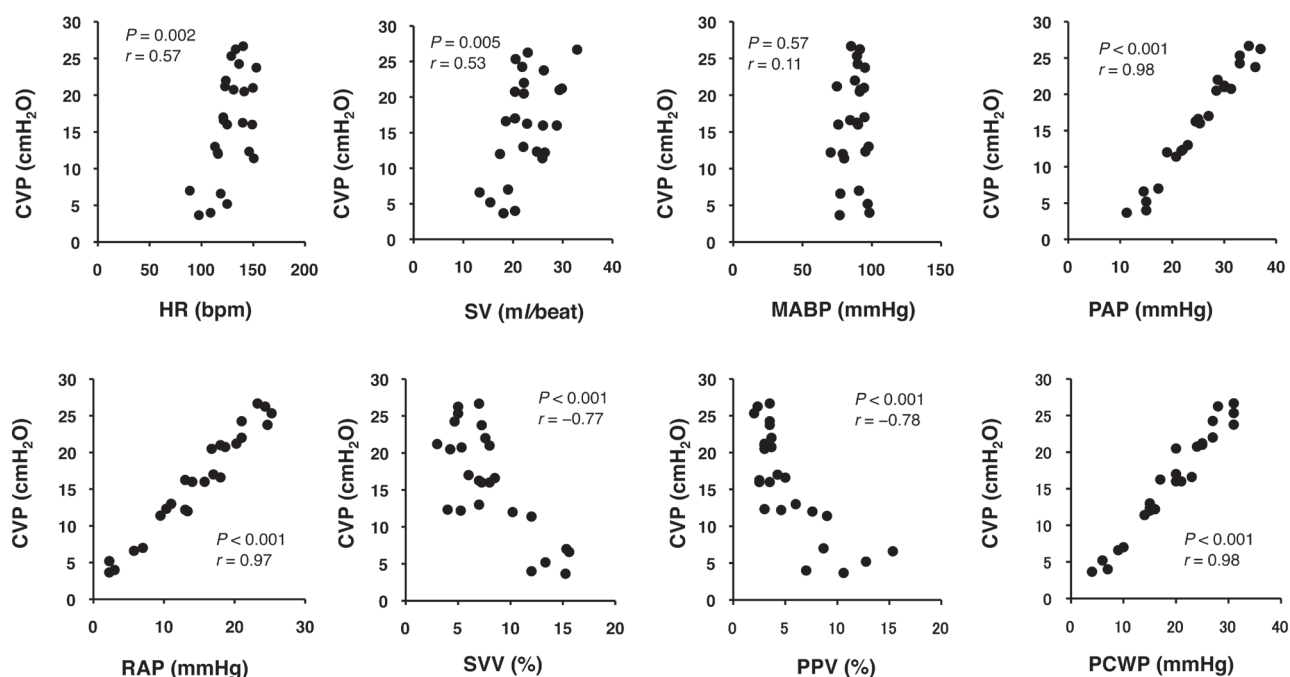 30
25
20
15
10
5
0
CVP (cmH₂O)
P = 0.002
r = 0.57
0 50 100 150 200
HR (bpm)
30
25
20
15
10
5
0
CVP (cmH₂O)
P = 0.005
r = 0.53
0 10 20 30 40
SV (ml/beat)
30
25
20
15
10
5
0
CVP (cmH₂O)
P = 0.57
r = 0.11
0 50 100 150
MABP (mmHg)
30
25
20
15
10
5
0
CVP (cmH₂O)
P < 0.001
r = 0.98
0 10 20 30 40
PAP (mmHg)
30
25
20
15
10
5
0
CVP (cmH₂O)
P < 0.001
r = 0.97
0 10 20 30
RAP (mmHg)
30
25
20
15
10
5
0
CVP (cmH₂O)
P < 0.001
r = −0.77
0 5 10 15 20
SVV (%)
30
25
20
15
10
5
0
CVP (cmH₂O)
P < 0.001
r = −0.78
0 5 10 15 20
PPV (%)
30
25
20
15
10
5
0
CVP (cmH₂O)
P < 0.001
r = 0.98
0 10 20 30 40
PCWP (mmHg)